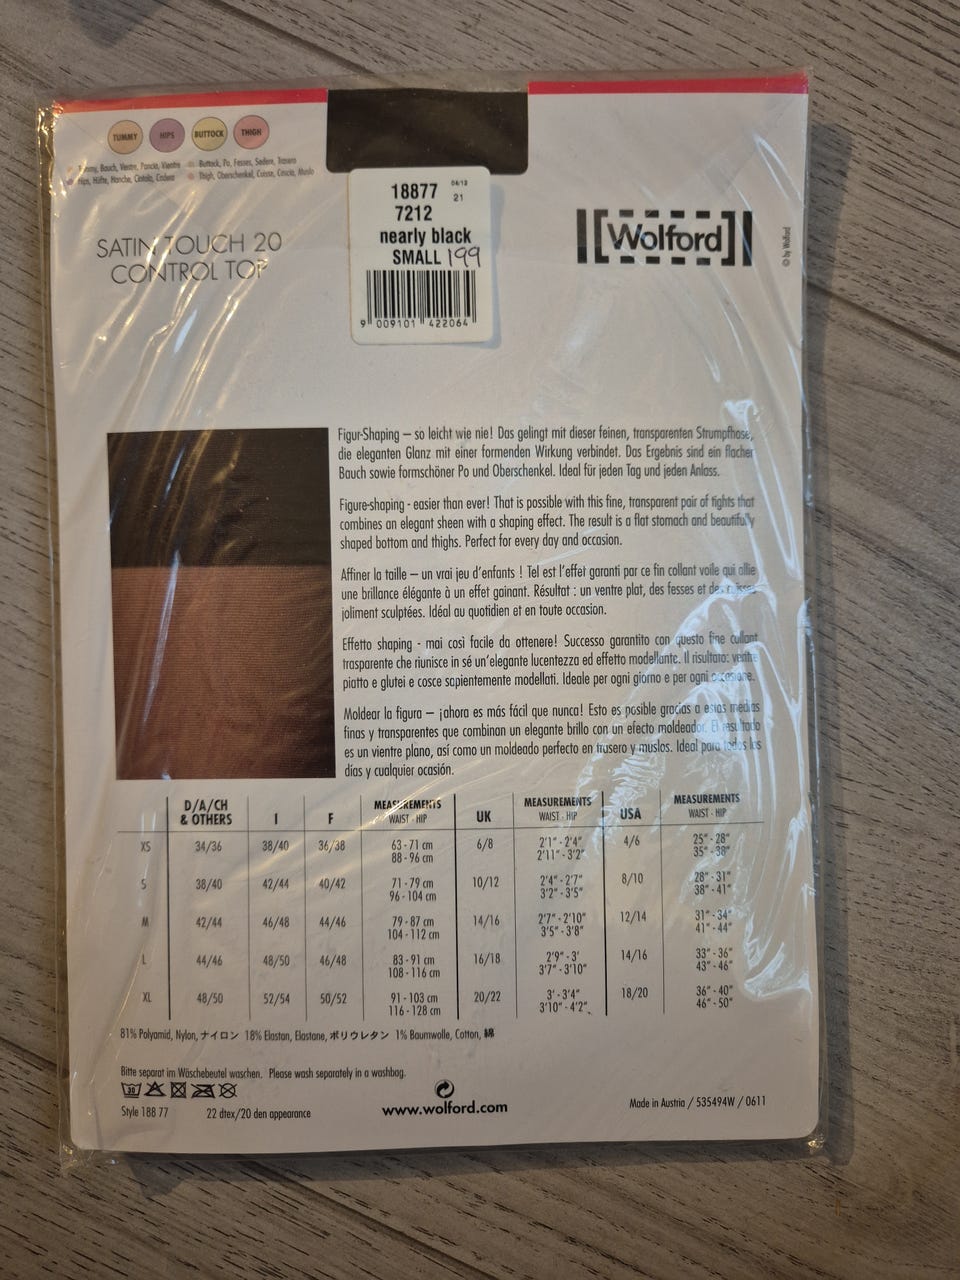 TUMMY HIPS BUTTOCK THIGH
Tummy, Bauch, Ventre, Pancia, Vientre
Buttock, Po, Fesses, Sedere, Trasero
Hips, Hüfte, Hanche,
Thigh, Oberschenkel, Cuisse, Coscia, Muslo
SATIN TOUCH 20
CONTROL TOP
18877 06/12
7212 21
nearly black
SMALL 199
9 009101 422064
Wolford
© by Wolford
Figur-Shaping – so leicht wie nie! Das gelingt mit dieser feinen, transparenten Strumpfhose,
die eleganten Glanz mit einer formenden Wirkung verbindet. Das Ergebnis sind ein flacher
Bauch sowie formschöner Po und Oberschenkel. Ideal für jeden Tag und jeden Anlass.
Figure-shaping - easier than ever! That is possible with this fine, transparent pair of tights that
combines an elegant sheen with a shaping effect. The result is a flat stomach and beautifully
shaped bottom and thighs. Perfect for every day and occasion.
Affiner la taille – un vrai jeu d'enfants ! Tel est l'effet garanti par ce fin collant voile qui allie
une brillance élégante à un effet gainant. Résultat : un ventre plat, des fesses et des cuisses
joliment sculptées. Idéal au quotidien et en toute occasion.
Effetto shaping - mai così facile da ottenere! Successo garantito con questo fine collant
trasparente che riunisce in sé un'elegante lucentezza ed effetto modellante. Il risultato: ventre
piatto e glutei e cosce sapientemente modellati. Ideale per ogni giorno e per ogni occasione.
Moldear la figura – ¡ahora es más fácil que nunca! Esto es posible gracias a estas medias
finas y transparentes que combinan un elegante brillo con un efecto moldeador. El resultado
es un vientre plano, así como un moldeado perfecto en trasero y muslos. Ideal para todos los
días y cualquier ocasión.
D/A/CH & OTHERS I F MEASUREMENTS WAIST - HIP UK MEASUREMENTS WAIST - HIP USA MEASUREMENTS WAIST - HIP
XS 34/36 38/40 36/38 63 - 71 cm 88 - 96 cm 6/8 2'1" - 2'4" 2'11" - 3'2" 4/6 25" - 28" 35" - 38"
S 38/40 42/44 40/42 71 - 79 cm 96 - 104 cm 10/12 2'4" - 2'7" 3'2" - 3'5" 8/10 28" - 31" 38" - 41"
M 42/44 46/48 44/46 79 - 87 cm 104 - 112 cm 14/16 2'7" - 2'10" 3'5" - 3'8" 12/14 31" - 34" 41" - 44"
L 44/46 48/50 46/48 83 - 91 cm 108 - 116 cm 16/18 2'9" - 3' 3'7" - 3'10" 14/16 33" - 36" 43" - 46"
XL 48/50 52/54 50/52 91 - 103 cm 116 - 128 cm 20/22 3' - 3'4" 3'10" - 4'2" 18/20 36" - 40" 46" - 50"
81% Polyamid, Nylon, ナイロン 18% Elastan, Elastane, ポリウレタン 1% Baumwolle, Cotton, 綿
Bitte separat im Wäschebeutel waschen. Please wash separately in a washbag.
30
Style 188 77 22 dtex/20 den appearance www.wolford.com Made in Austria / 535494W / 0611